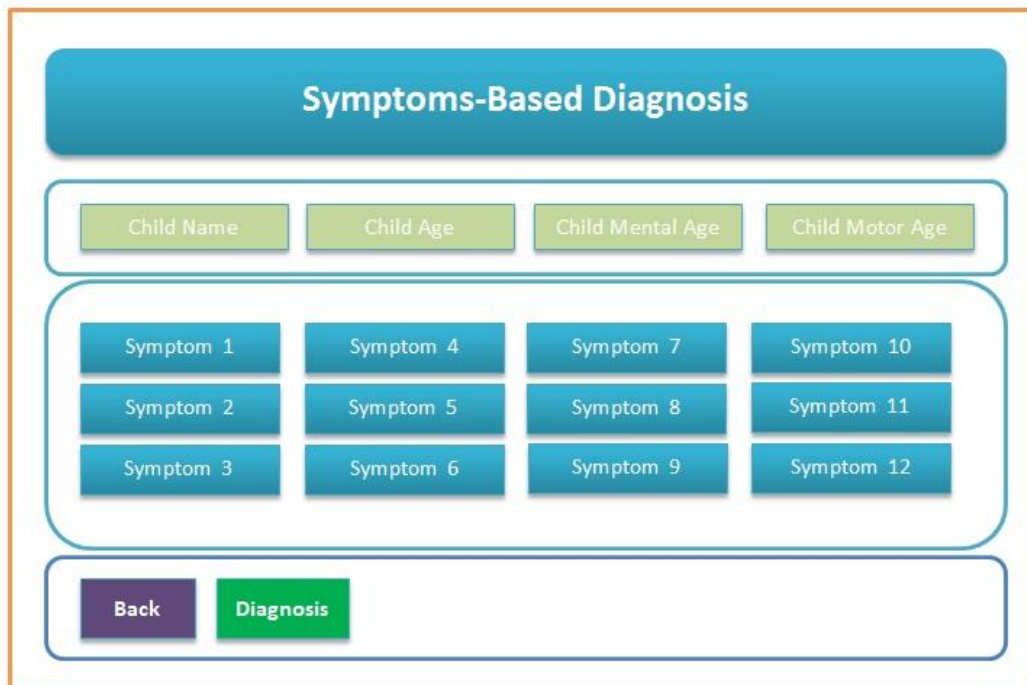 Symptoms-Based Diagnosis
Child Name Child Age Child Mental Age Child Motor Age
Symptom 1 Symptom 4 Symptom 7 Symptom 10
Symptom 2 Symptom 5 Symptom 8 Symptom 11
Symptom 3 Symptom 6 Symptom 9 Symptom 12
Back Diagnosis